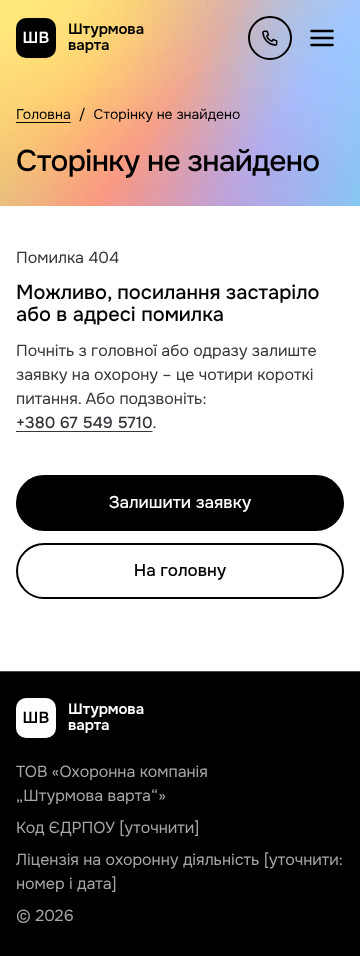 ШВ
Штурмова
варта
Головна / Сторінку не знайдено
Сторінку не знайдено
Помилка 404
Можливо, посилання застаріло
або в адресі помилка
Почніть з головної або одразу залиште
заявку на охорону – це чотири короткі
питання. Або подзвоніть:
+380 67 549 5710.
Залишити заявку
На головну
ШВ
Штурмова
варта
ТОВ «Охоронна компанія
„Штурмова варта“»
Код ЄДРПОУ [уточнити]
Ліцензія на охоронну діяльність [уточнити:
номер і дата]
© 2026